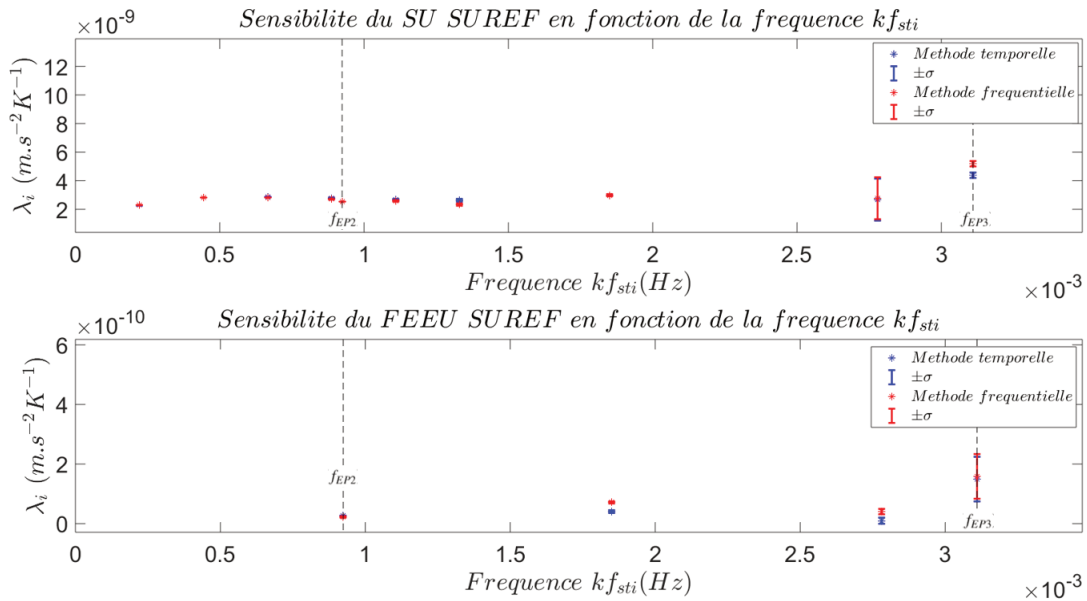 ×10⁻⁹
Sensibilite du SU SUREF en fonction de la frequence kf_sti
λ_i (m.s⁻²K⁻¹)
12
10
8
6
4
2
Methode temporelle
±σ
Methode frequentielle
±σ
f_EP2
f_EP3
0 0.5 1 1.5 2 2.5 3
Frequence kf_sti(Hz)
×10⁻³
×10⁻¹⁰
Sensibilite du FEEU SUREF en fonction de la frequence kf_sti
λ_i (m.s⁻²K⁻¹)
6
4
2
0
Methode temporelle
±σ
Methode frequentielle
±σ
f_EP2
f_EP3
0 0.5 1 1.5 2 2.5 3
Frequence kf_sti(Hz)
×10⁻³